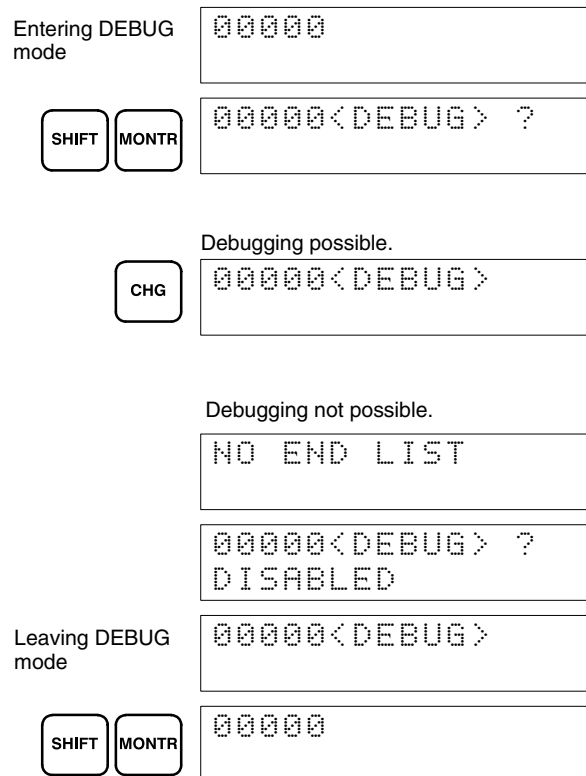 Entering DEBUG
mode
00000
SHIFT MONTR
00000<DEBUG> ?
Debugging possible.
CHG
00000<DEBUG>
Debugging not possible.
NO END LIST
00000<DEBUG> ?
DISABLED
Leaving DEBUG
mode
00000<DEBUG>
SHIFT MONTR
00000